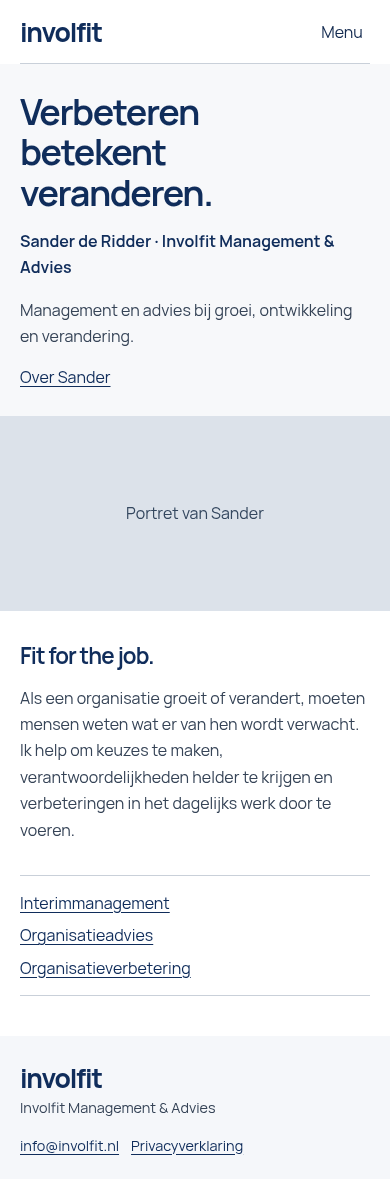 involfit
Menu
Verbeteren
betekent
veranderen.
Sander de Ridder · Involfit Management &
Advies
Management en advies bij groei, ontwikkeling
en verandering.
Over Sander
Portret van Sander
Fit for the job.
Als een organisatie groeit of verandert, moeten
mensen weten wat er van hen wordt verwacht.
Ik help om keuzes te maken,
verantwoordelijkheden helder te krijgen en
verbeteringen in het dagelijks werk door te
voeren.
Interimmanagement
Organisatieadvies
Organisatieverbetering
involfit
Involfit Management & Advies
info@involfit.nl Privacyverklaring